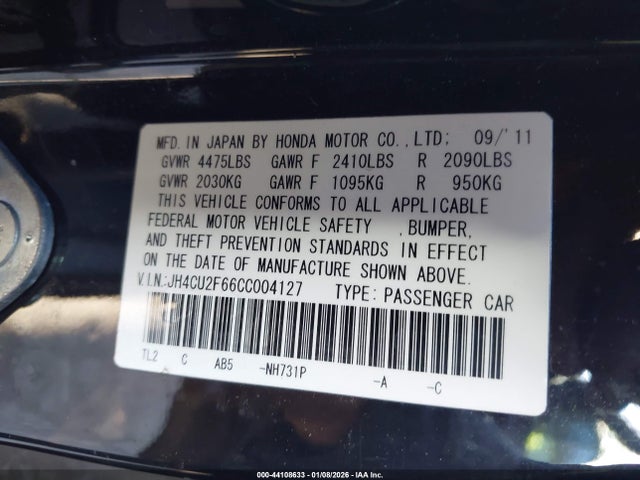 MFD. IN JAPAN BY HONDA MOTOR CO., LTD: 09/'11
GVWR 4475LBS GAWR F 2410LBS R 2090LBS
GVWR 2030KG GAWR F 1095KG R 950KG
THIS VEHICLE CONFORMS TO ALL APPLICABLE
FEDERAL MOTOR VEHICLE SAFETY ,BUMPER,
AND THEFT PREVENTION STANDARDS IN EFFECT
ON THE DATE OF MANUFACTURE SHOWN ABOVE.
V.I.N.:JH4CU2F66CC004127 TYPE: PASSENGER CAR
TL2 C AB5 -NH731P -A -C
000-44108633 - 01/08/2026 - IAA Inc.